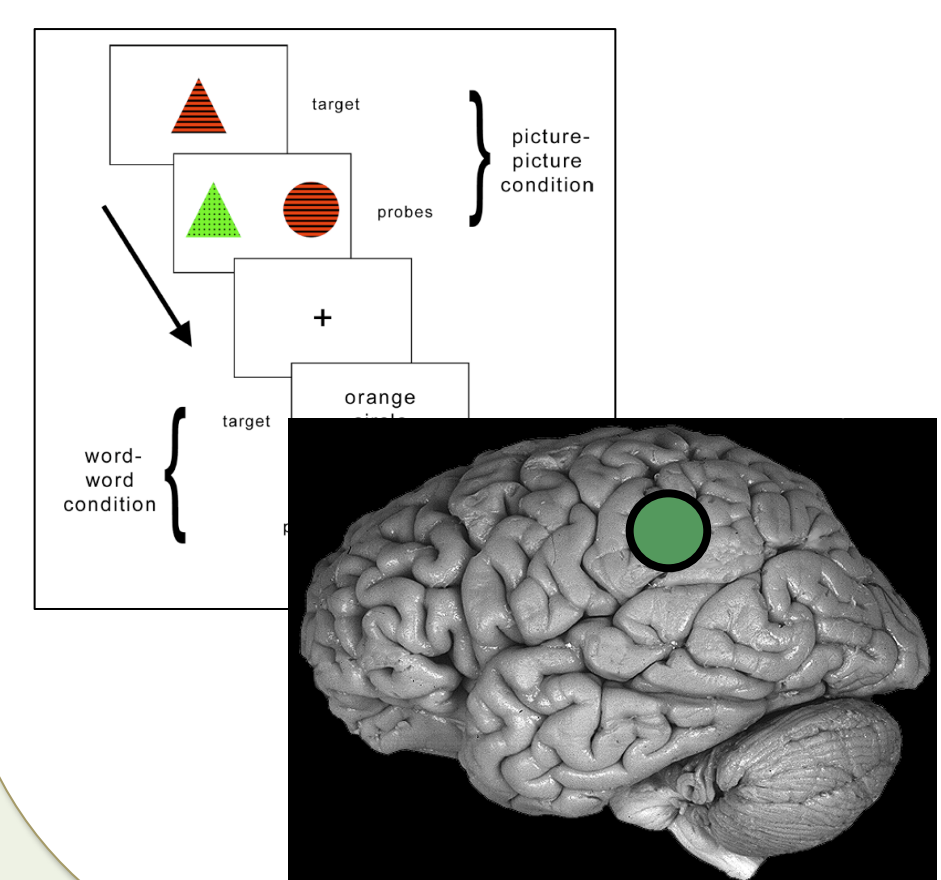 target
picture-
picture
condition
probes
+
orange
target
word-
word
condition